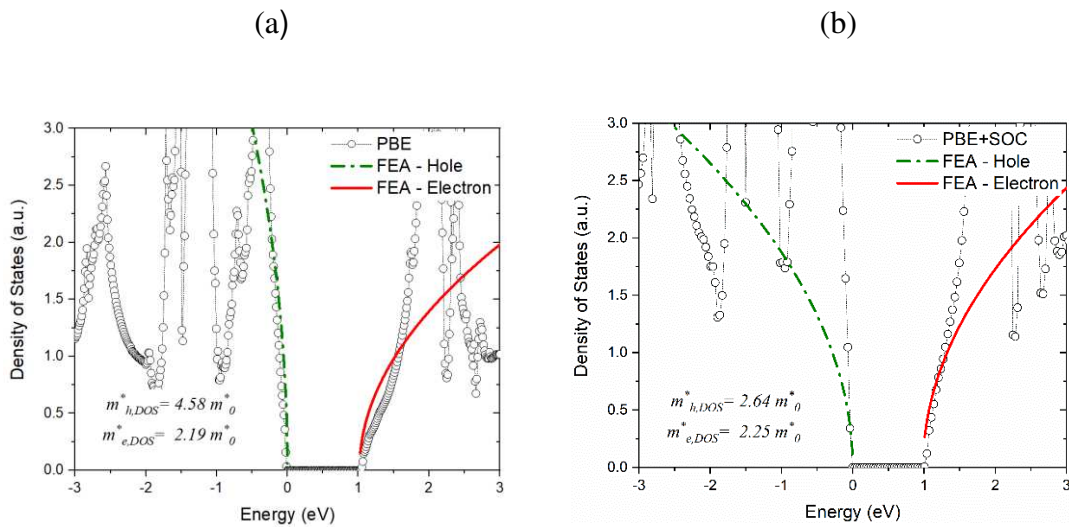 (a)
(b)
3.0
2.5
2.0
1.5
1.0
0.5
0.0
Density of States (a.u.)
PBE
FEA - Hole
FEA - Electron
m*h,DOS= 4.58 m*0
m*e,DOS= 2.19 m*0
-3 -2 -1 0 1 2 3
Energy (eV)
3.0
2.5
2.0
1.5
1.0
0.5
0.0
Density of States (a.u.)
PBE+SOC
FEA - Hole
FEA - Electron
m*h,DOS= 2.64 m*0
m*e,DOS= 2.25 m*0
-3 -2 -1 0 1 2 3
Energy (eV)